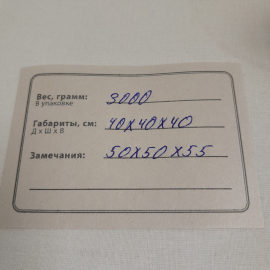 Вес, грамм: 3000
В упаковке
Габариты, см: 40х40х40
Д х Ш х В
Замечания: 50х50х55